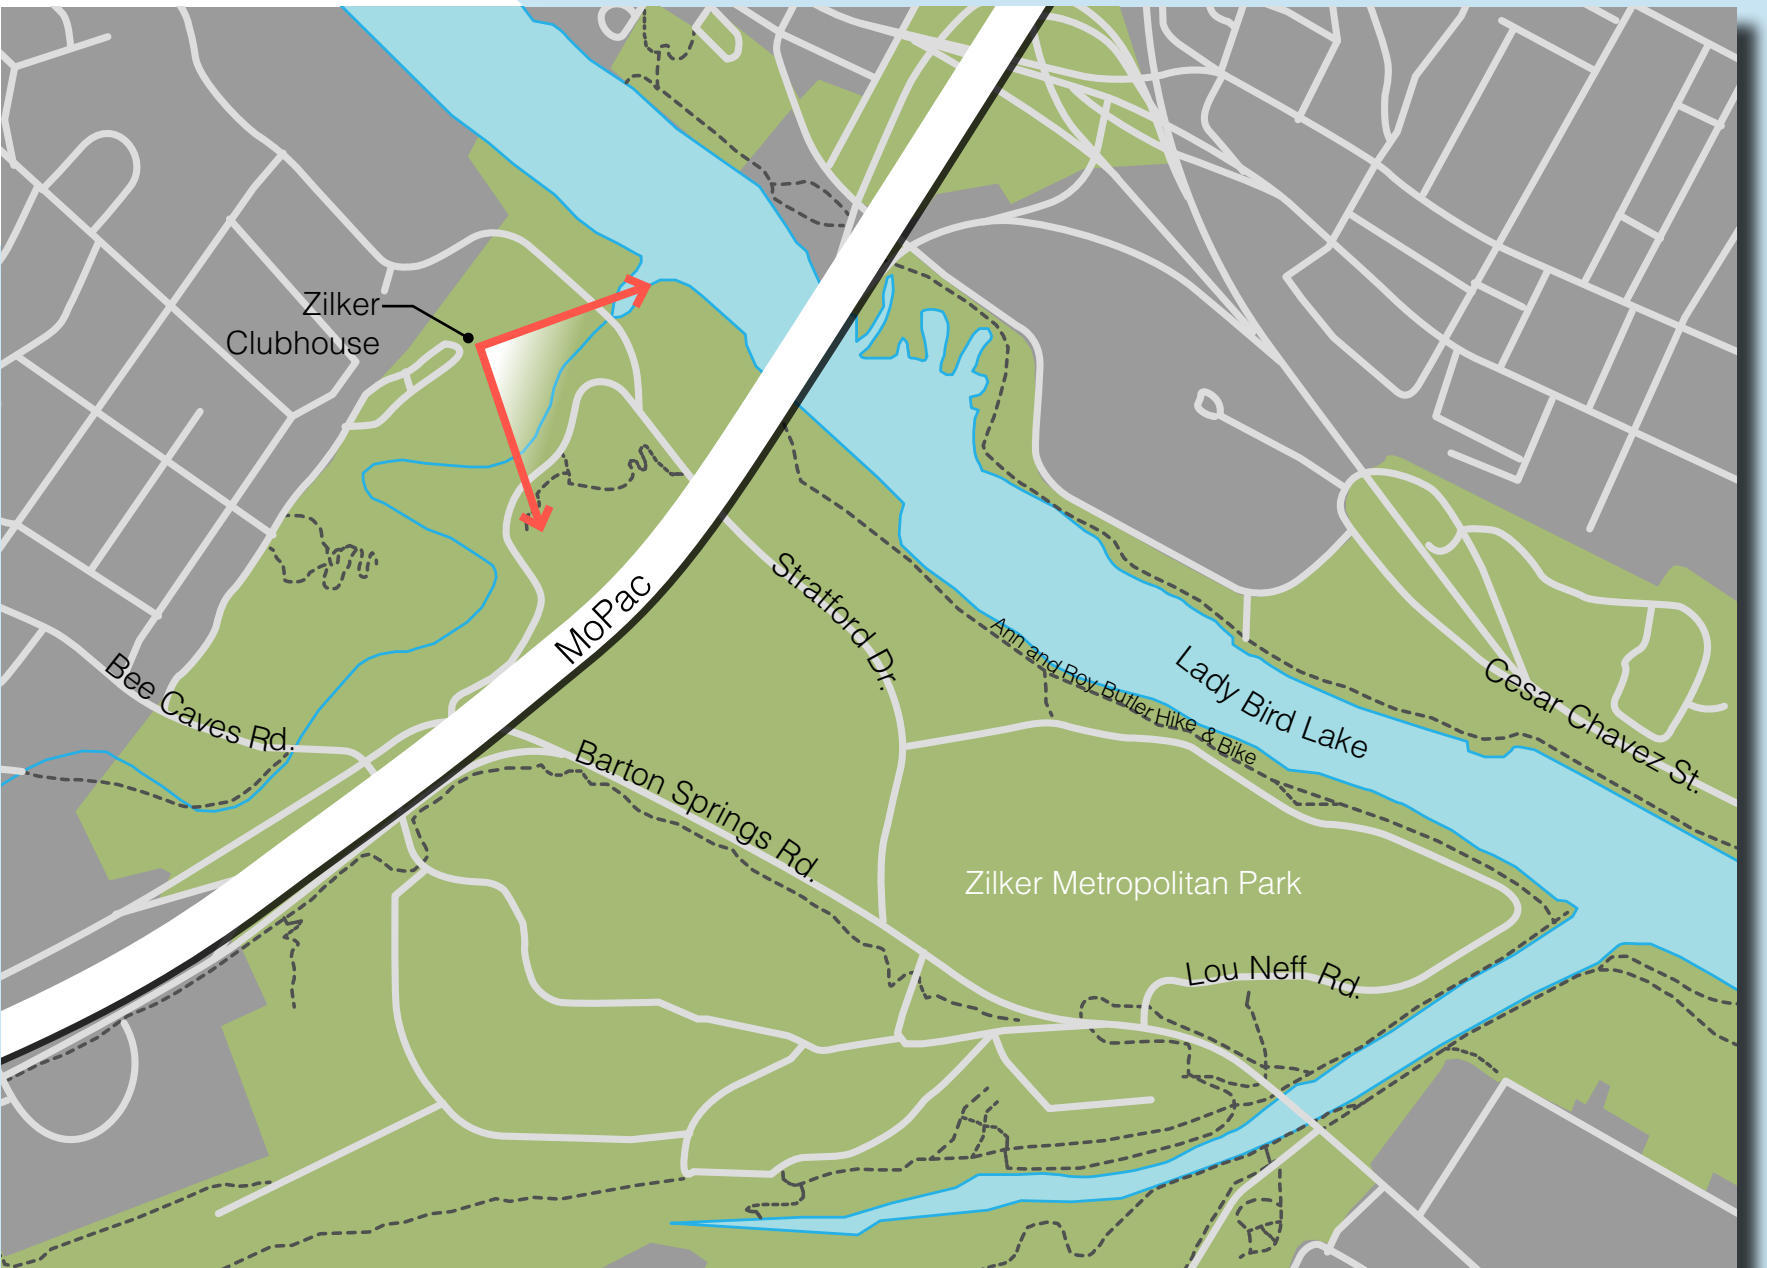 Zilker
Clubhouse
MoPac
Stratford Dr.
Ann and Roy Butler Hike & Bike
Lady Bird Lake
Cesar Chavez St.
Bee Caves Rd.
Barton Springs Rd.
Zilker Metropolitan Park
Lou Neff Rd.